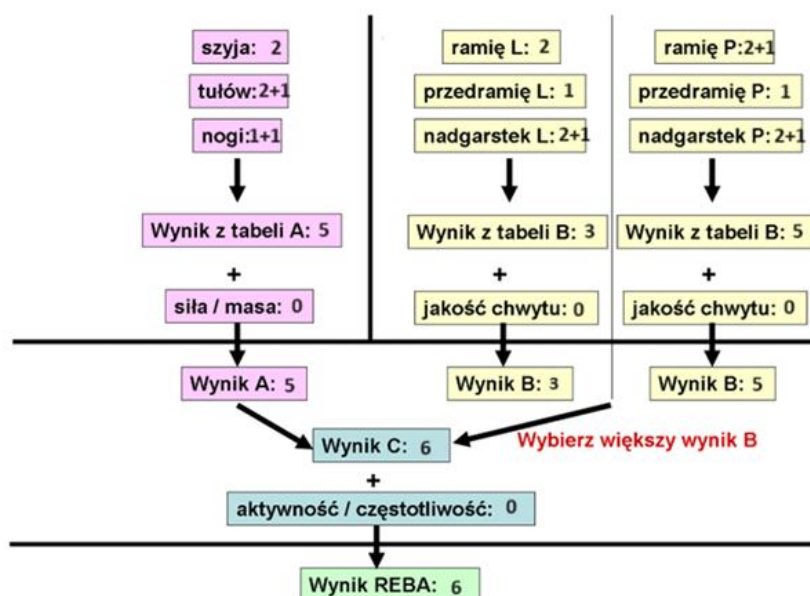 szyja: 2
tułów:2+1
nogi:1+1
Wynik z tabeli A: 5
+
siła / masa: 0
Wynik A: 5
ramię L: 2
przedramię L: 1
nadgarstek L: 2+1
Wynik z tabeli B: 3
+
jakość chwytu: 0
Wynik B: 3
ramię P:2+1
przedramię P: 1
nadgarstek P: 2+1
Wynik z tabeli B: 5
+
jakość chwytu: 0
Wynik B: 5
Wybierz większy wynik B
Wynik C: 6
+
aktywność / częstotliwość: 0
Wynik REBA: 6